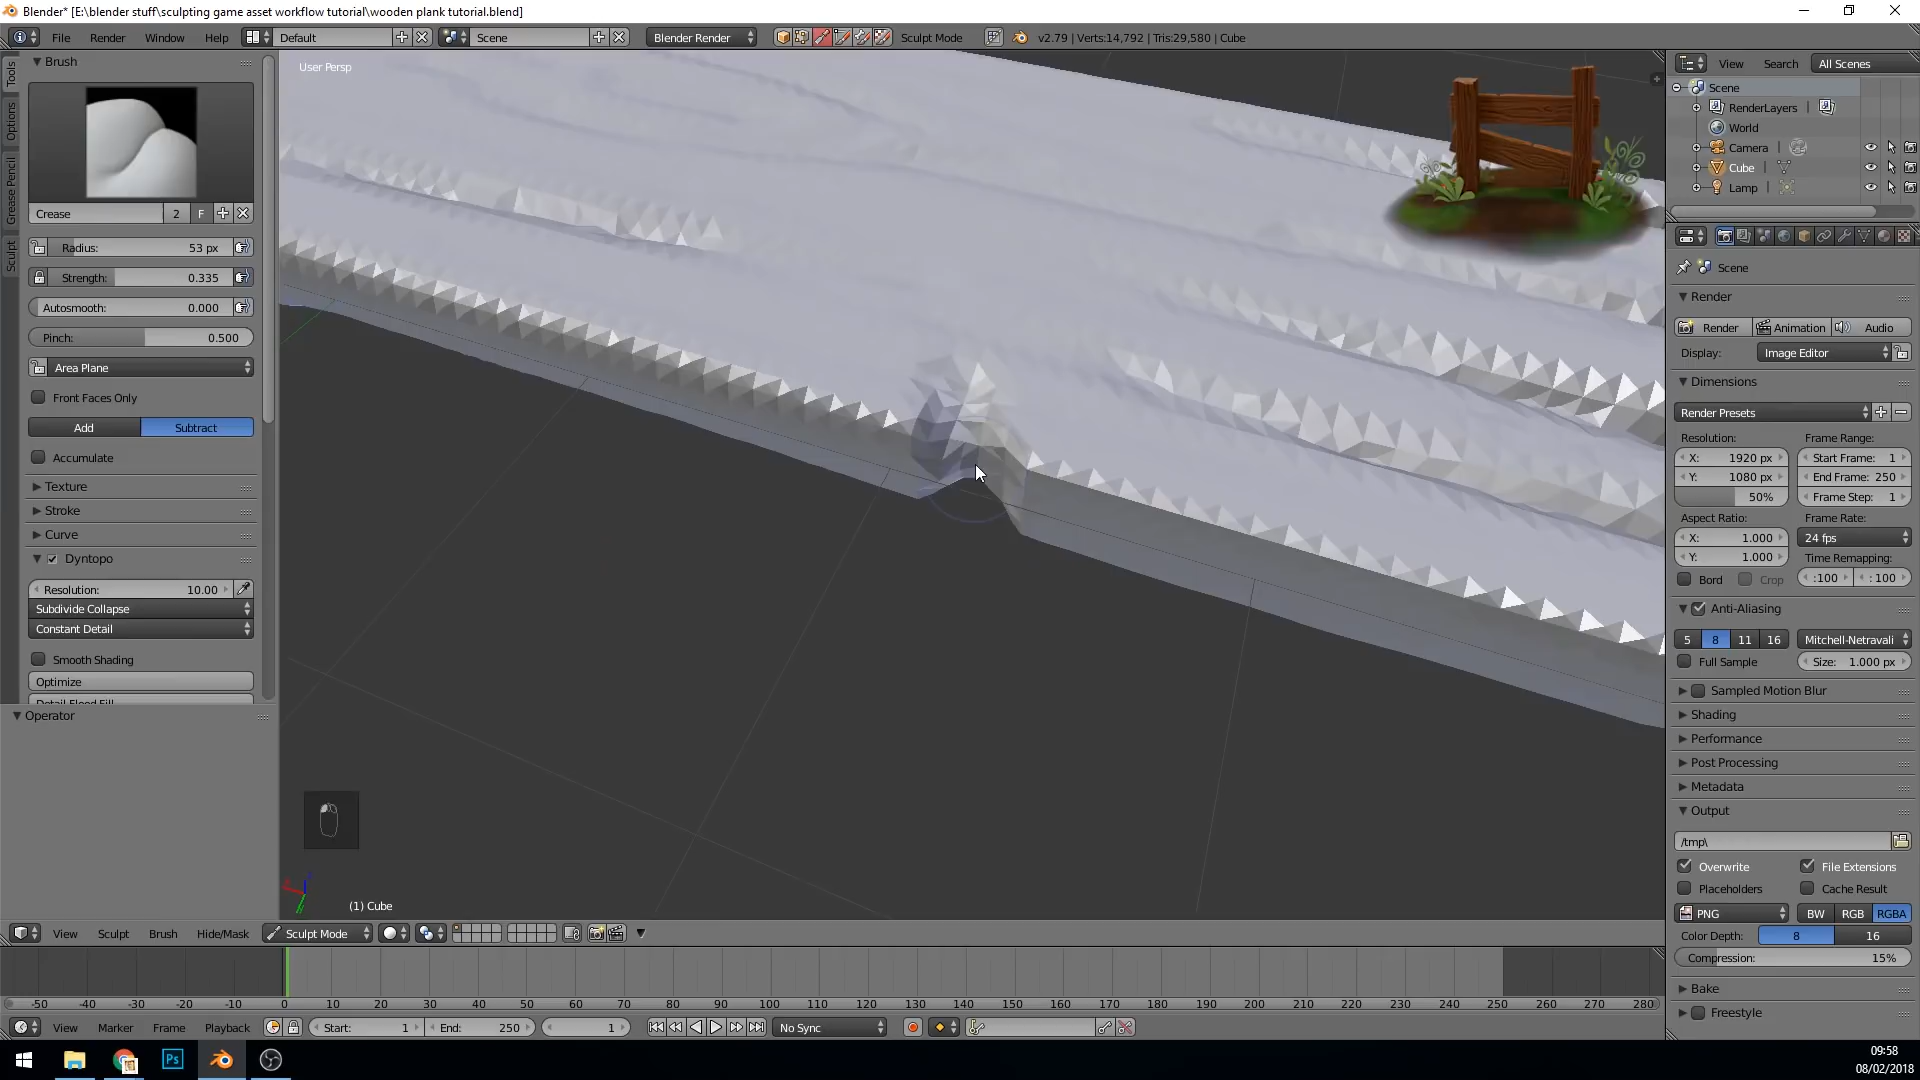 Blender* [E:\blender stuff\sculpting game asset workflow tutorial\wooden plank tutorial.blend]
File Render Window Help Default Scene Blender Render Sculpt Mode v2.79 | Verts:14,792 | Tris:29,580 | Cube
Tools
Options
Grease Pencil
Sculpt
Brush
Crease 2 F
Radius: 53 px
Strength: 0.335
Autosmooth: 0.000
Pinch: 0.500
Area Plane
Front Faces Only
Add Subtract
Accumulate
Texture
Stroke
Curve
Dyntopo
Resolution: 10.00
Subdivide Collapse
Constant Detail
Smooth Shading
Optimize
Detail Flood Fill
Operator
User Persp
(1) Cube
View Sculpt Brush Hide/Mask Sculpt Mode
-50 -40 -30 -20 -10 0 10 20 30 40 50 60 70 80 90 100 110 120 130 140 150 160 170 180 190 200 210 220 230 240 250 260 270 280
View Marker Frame Playback Start: 1 End: 250 1 No Sync
View Search All Scenes
Scene
RenderLayers
World
Camera
Cube
Lamp
Scene
Render
Render Animation Audio
Display: Image Editor
Dimensions
Render Presets
Resolution: Frame Range:
X: 1920 px Start Frame: 1
Y: 1080 px End Frame: 250
50% Frame Step: 1
Aspect Ratio: Frame Rate:
X: 1.000 24 fps
Y: 1.000 Time Remapping:
Bord Crop :100 : 100
Anti-Aliasing
5 8 11 16 Mitchell-Netravali
Full Sample Size: 1.000 px
Sampled Motion Blur
Shading
Performance
Post Processing
Metadata
Output
/tmp\
Overwrite File Extensions
Placeholders Cache Result
PNG BW RGB RGBA
Color Depth: 8 16
Compression: 15%
Bake
Freestyle
Ps
09:58
08/02/2018